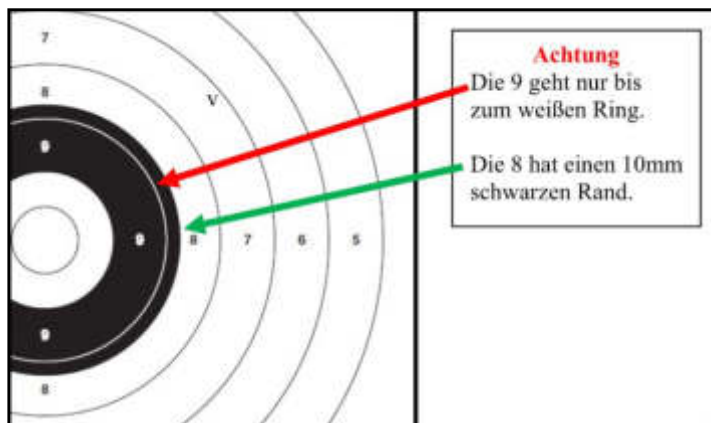 Achtung
Die 9 geht nur bis
zum weißen Ring.
Die 8 hat einen 10mm
schwarzen Rand.
7
8
V
9
9 8 7 6 5
9
8